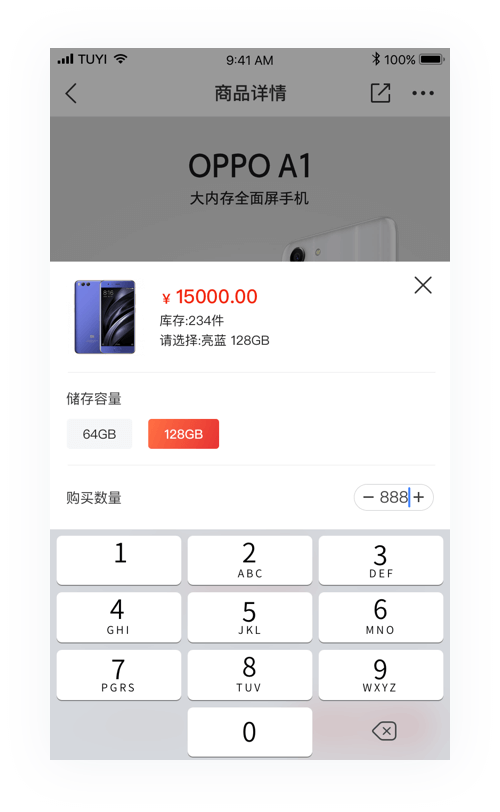 TUYI 9:41 AM 100%
商品详情
OPPO A1
大内存全面屏手机
¥ 15000.00
库存:234件
请选择:亮蓝 128GB
储存容量
64GB 128GB
购买数量 − 888 +
1 2 3
ABC DEF
4 5 6
GHI JKL MNO
7 8 9
PGRS TUV WXYZ
0